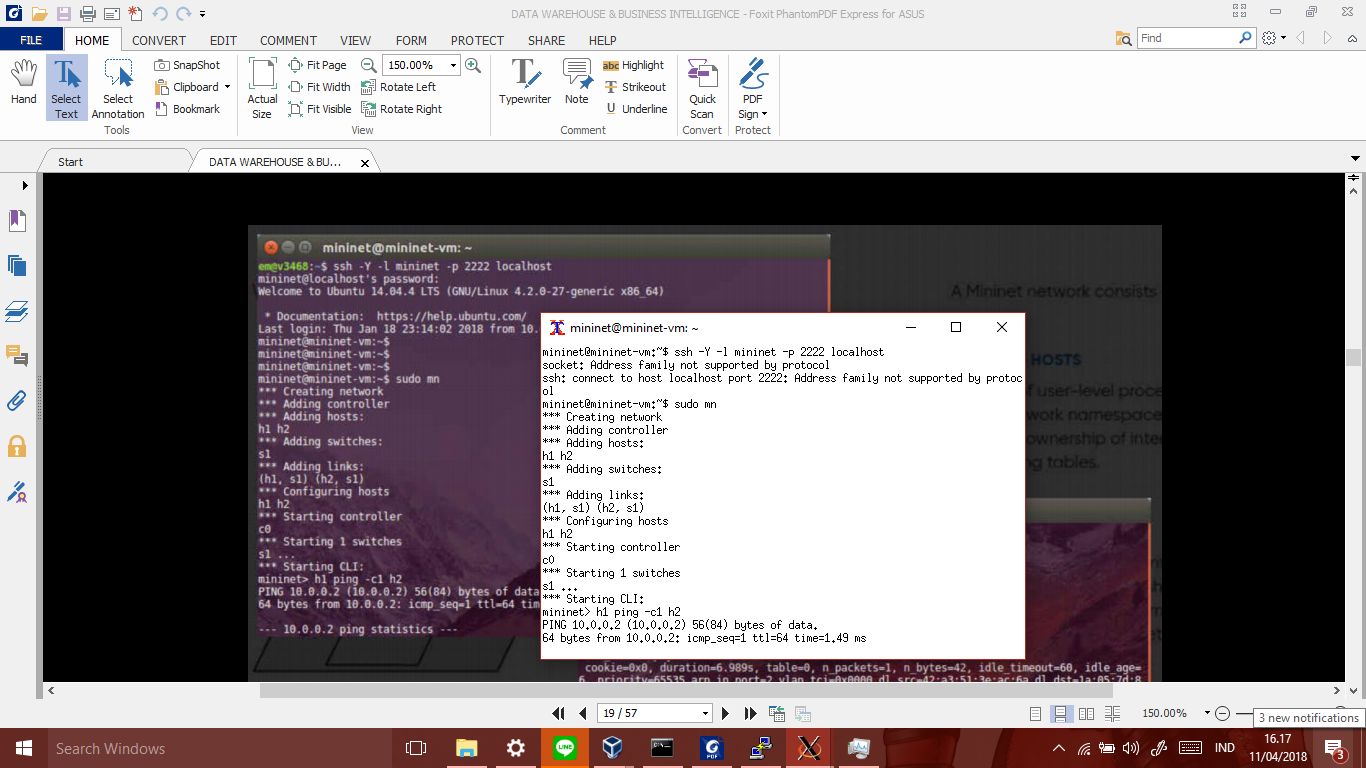 DATA WAREHOUSE & BUSINESS INTELLIGENCE - Foxit PhantomPDF Express for ASUS
FILE HOME CONVERT EDIT COMMENT VIEW FORM PROTECT SHARE HELP
Find
Hand
Select Text
Select Annotation
SnapShot
Clipboard
Bookmark
Tools
Actual Size
Fit Page
Fit Width
Fit Visible
150.00%
Rotate Left
Rotate Right
View
Typewriter
Note
abc Highlight
Strikeout
Underline
Comment
Quick Scan
Convert
PDF Sign
Protect
Start
DATA WAREHOUSE & BU...
mininet@mininet-vm: ~
em@v3468:~$ ssh -Y -l mininet -p 2222 localhost
mininet@localhost's password:
Welcome to Ubuntu 14.04.4 LTS (GNU/Linux 4.2.0-27-generic x86_64)
* Documentation: https://help.ubuntu.com/
Last login: Thu Jan 18 23:14:02 2018 from 10.
mininet@mininet-vm:~$
mininet@mininet-vm:~$
mininet@mininet-vm:~$
mininet@mininet-vm:~$ sudo mn
*** Creating network
*** Adding controller
*** Adding hosts:
h1 h2
*** Adding switches:
s1
*** Adding links:
(h1, s1) (h2, s1)
*** Configuring hosts
h1 h2
*** Starting controller
c0
*** Starting 1 switches
s1 ...
*** Starting CLI:
mininet> h1 ping -c1 h2
PING 10.0.0.2 (10.0.0.2) 56(84) bytes of data
64 bytes from 10.0.0.2: icmp_seq=1 ttl=64 tim
--- 10.0.0.2 ping statistics ---
A Mininet network consists
HOSTS
of user-level proce
work namespace
ownership of inte
ng tables.
mininet@mininet-vm: ~
mininet@mininet-vm:~$ ssh -Y -l mininet -p 2222 localhost
socket: Address family not supported by protocol
ssh: connect to host localhost port 2222: Address family not supported by protoc
ol
mininet@mininet-vm:~$ sudo mn
*** Creating network
*** Adding controller
*** Adding hosts:
h1 h2
*** Adding switches:
s1
*** Adding links:
(h1, s1) (h2, s1)
*** Configuring hosts
h1 h2
*** Starting controller
c0
*** Starting 1 switches
s1 ...
*** Starting CLI:
mininet> h1 ping -c1 h2
PING 10.0.0.2 (10.0.0.2) 56(84) bytes of data.
64 bytes from 10.0.0.2: icmp_seq=1 ttl=64 time=1.49 ms
cookie=0x0, duration=6.989s, table=0, n_packets=1, n_bytes=42, idle_timeout=60, idle_age=
6, priority=65535,arp,in_port=2,vlan_tci=0x0000,dl_src=42:a3:51:3e:ac:6a,dl_dst=1a:05:7d:8
19 / 57
150.00%
3 new notifications
Search Windows
LINE
PDF
IND
16.17
11/04/2018
3